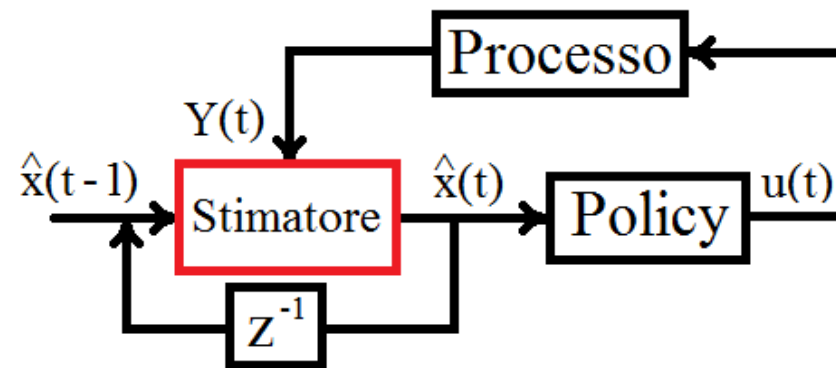 Processo
Y(t)
x̂(t-1)
Stimatore
x̂(t)
Policy
u(t)
z⁻¹